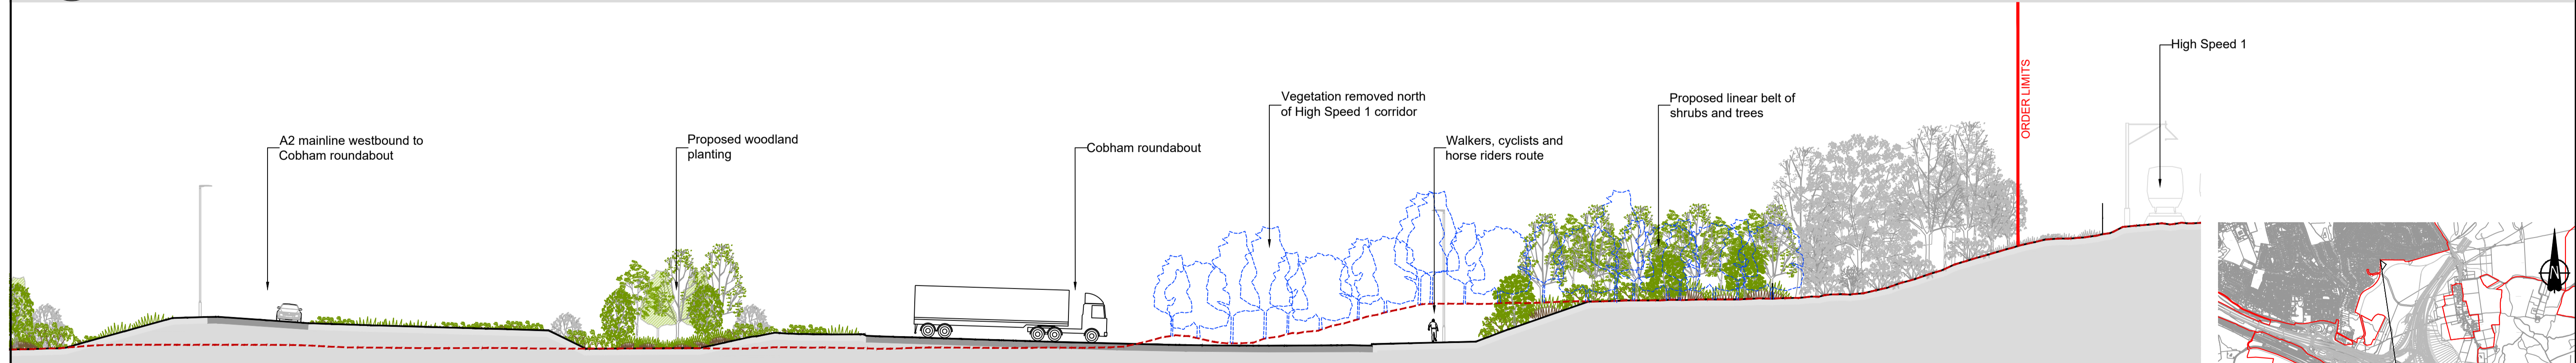 A2 mainline westbound to
Cobham roundabout
Proposed woodland
planting
Cobham roundabout
Vegetation removed north
of High Speed 1 corridor
Walkers, cyclists and
horse riders route
Proposed linear belt of
shrubs and trees
ORDER LIMITS
High Speed 1
N